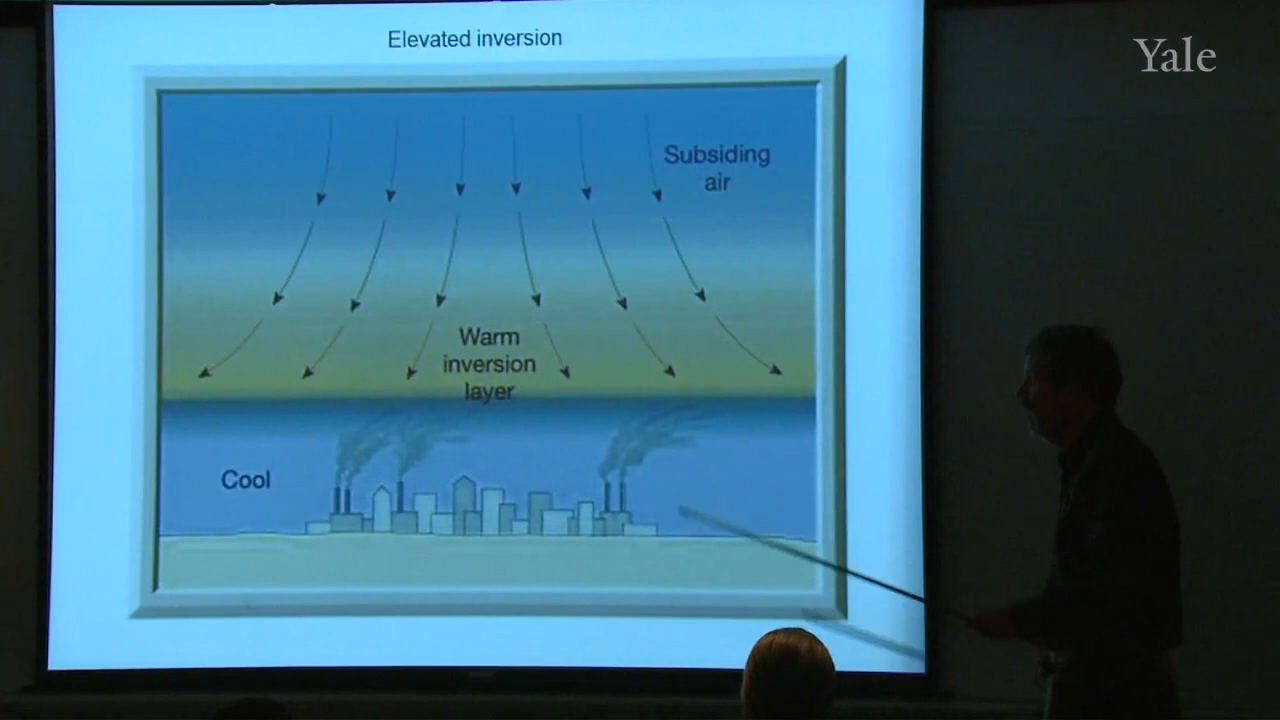 Elevated inversion
Yale
Subsiding
air
Warm
inversion
layer
Cool